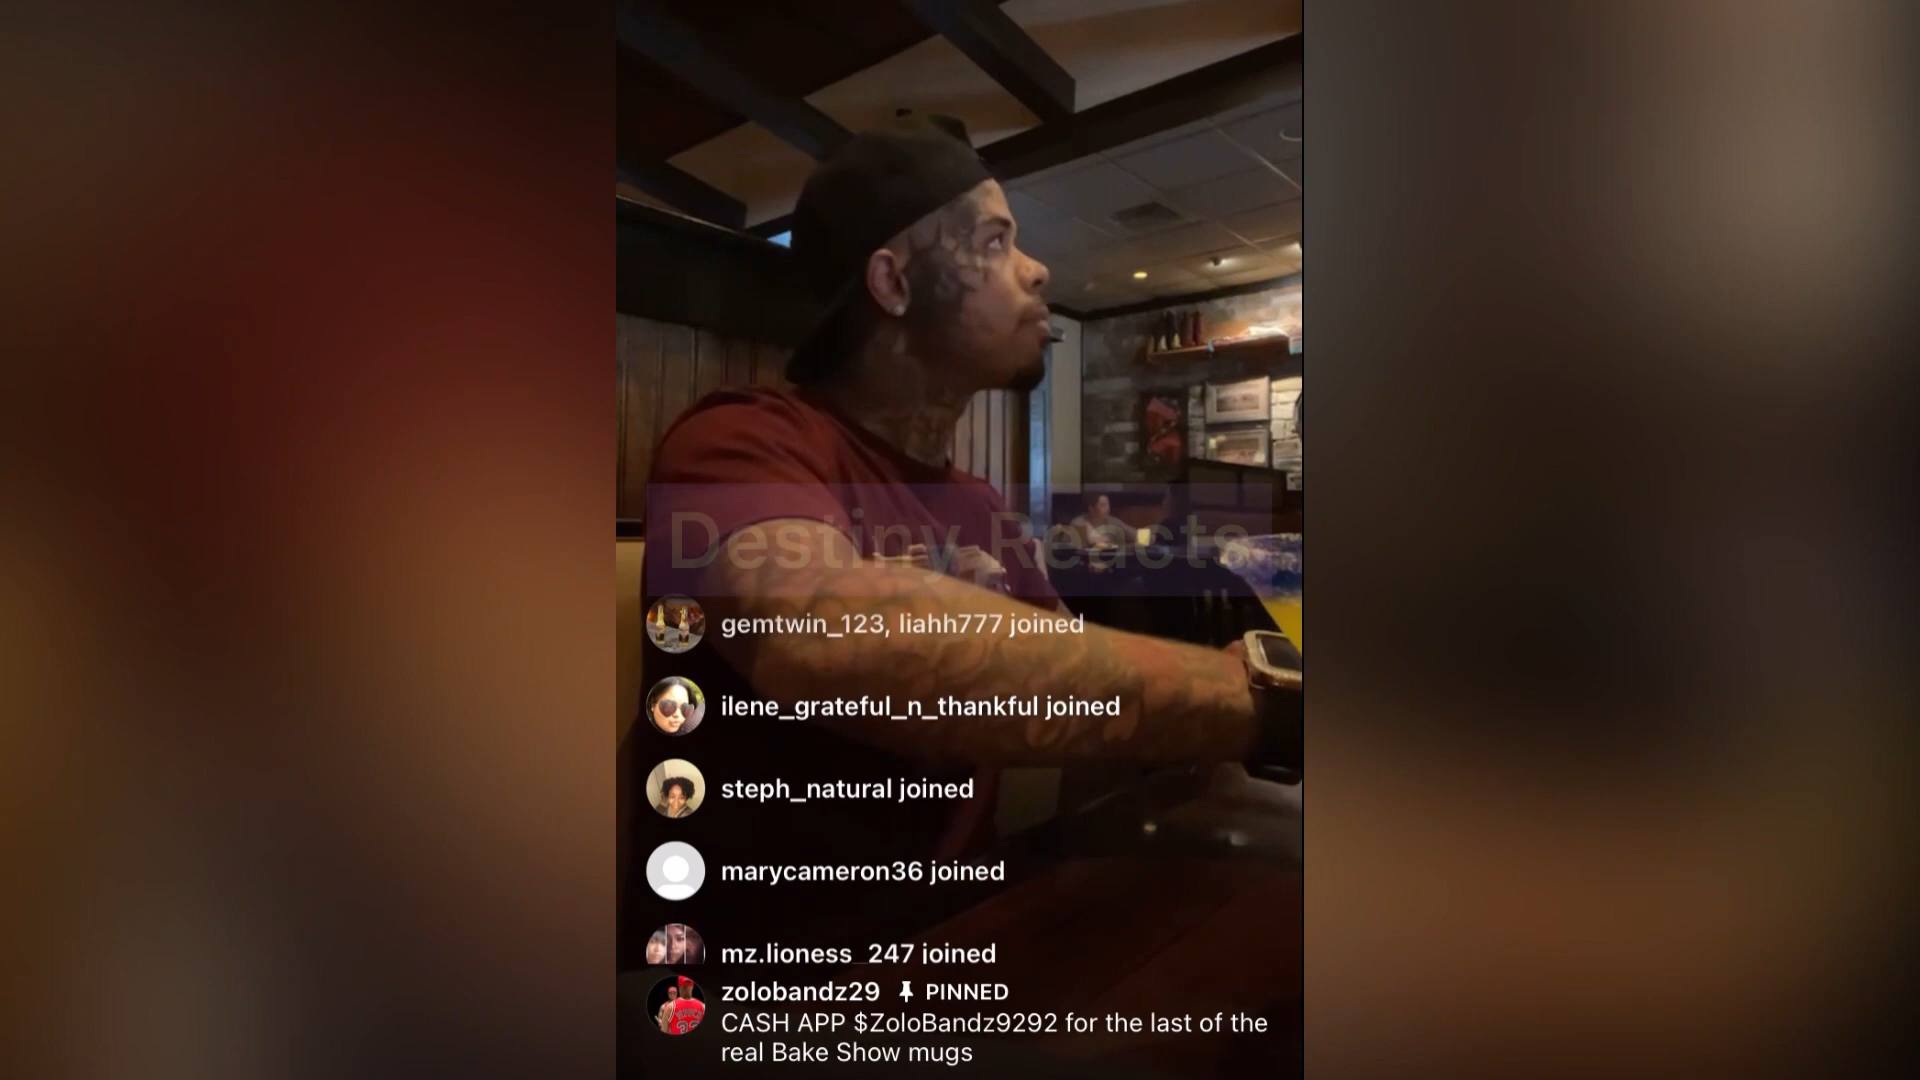 Destiny Reacts
gemtwin_123, liahh777 joined
ilene_grateful_n_thankful joined
steph_natural joined
marycameron36 joined
mz.lioness_247 joined
zolobandz29 PINNED
CASH APP $ZoloBandz9292 for the last of the
real Bake Show mugs